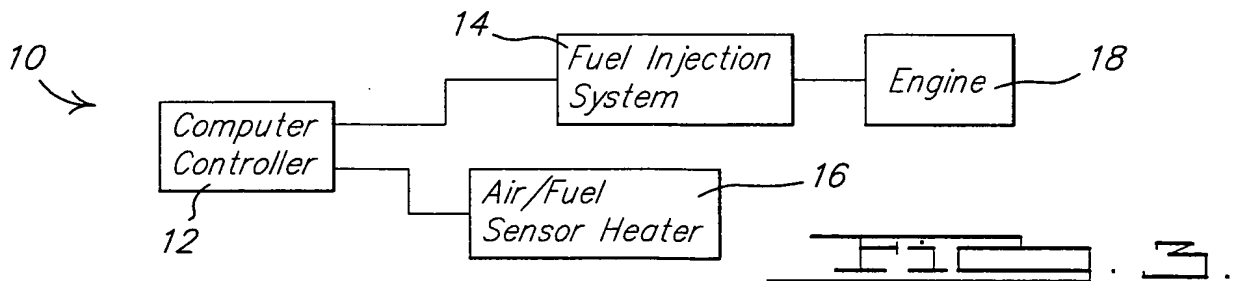 10
14
Fuel Injection
System
Engine
18
Computer
Controller
12
Air/Fuel
Sensor Heater
16
Fig. 3.